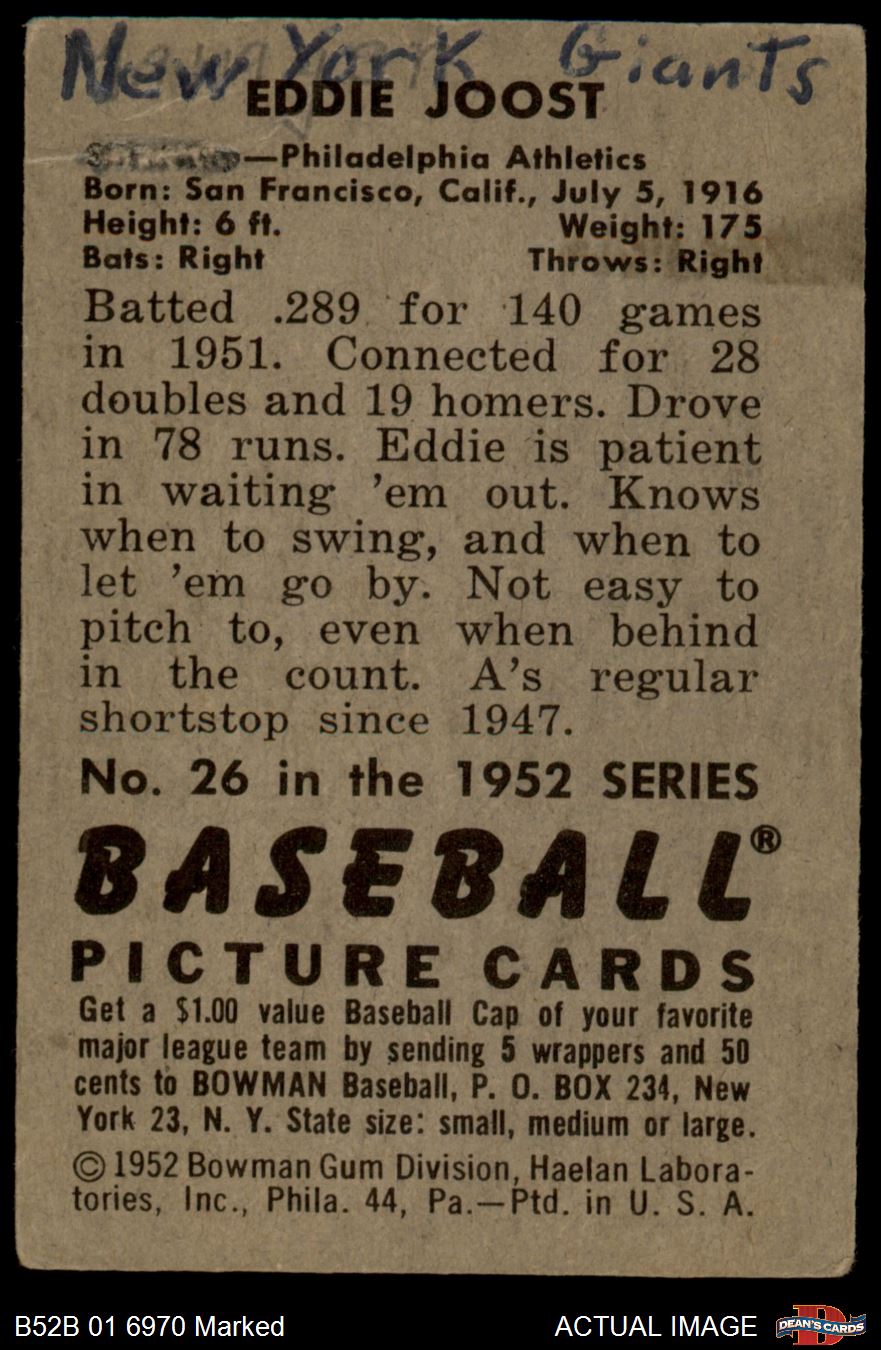 New York Giants
EDDIE JOOST
—Philadelphia Athletics
Born: San Francisco, Calif., July 5, 1916
Height: 6 ft. Weight: 175
Bats: Right Throws: Right
Batted .289 for 140 games
in 1951. Connected for 28
doubles and 19 homers. Drove
in 78 runs. Eddie is patient
in waiting ’em out. Knows
when to swing, and when to
let ’em go by. Not easy to
pitch to, even when behind
in the count. A’s regular
shortstop since 1947.
No. 26 in the 1952 SERIES
BASEBALL®
PICTURE CARDS
Get a $1.00 value Baseball Cap of your favorite
major league team by sending 5 wrappers and 50
cents to BOWMAN Baseball, P. O. BOX 234, New
York 23, N. Y. State size: small, medium or large.
© 1952 Bowman Gum Division, Haelan Labora-
tories, Inc., Phila. 44, Pa.—Ptd. in U. S. A.
B52B 01 6970 Marked ACTUAL IMAGE DEAN'S CARDS